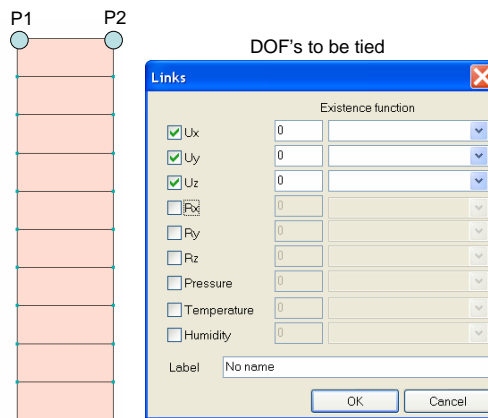 P1 P2
DOF's to be tied
Links
Existence function
Ux 0
Uy 0
Uz 0
Rx 0
Ry 0
Rz 0
Pressure 0
Temperature 0
Humidity 0
Label No name
OK Cancel